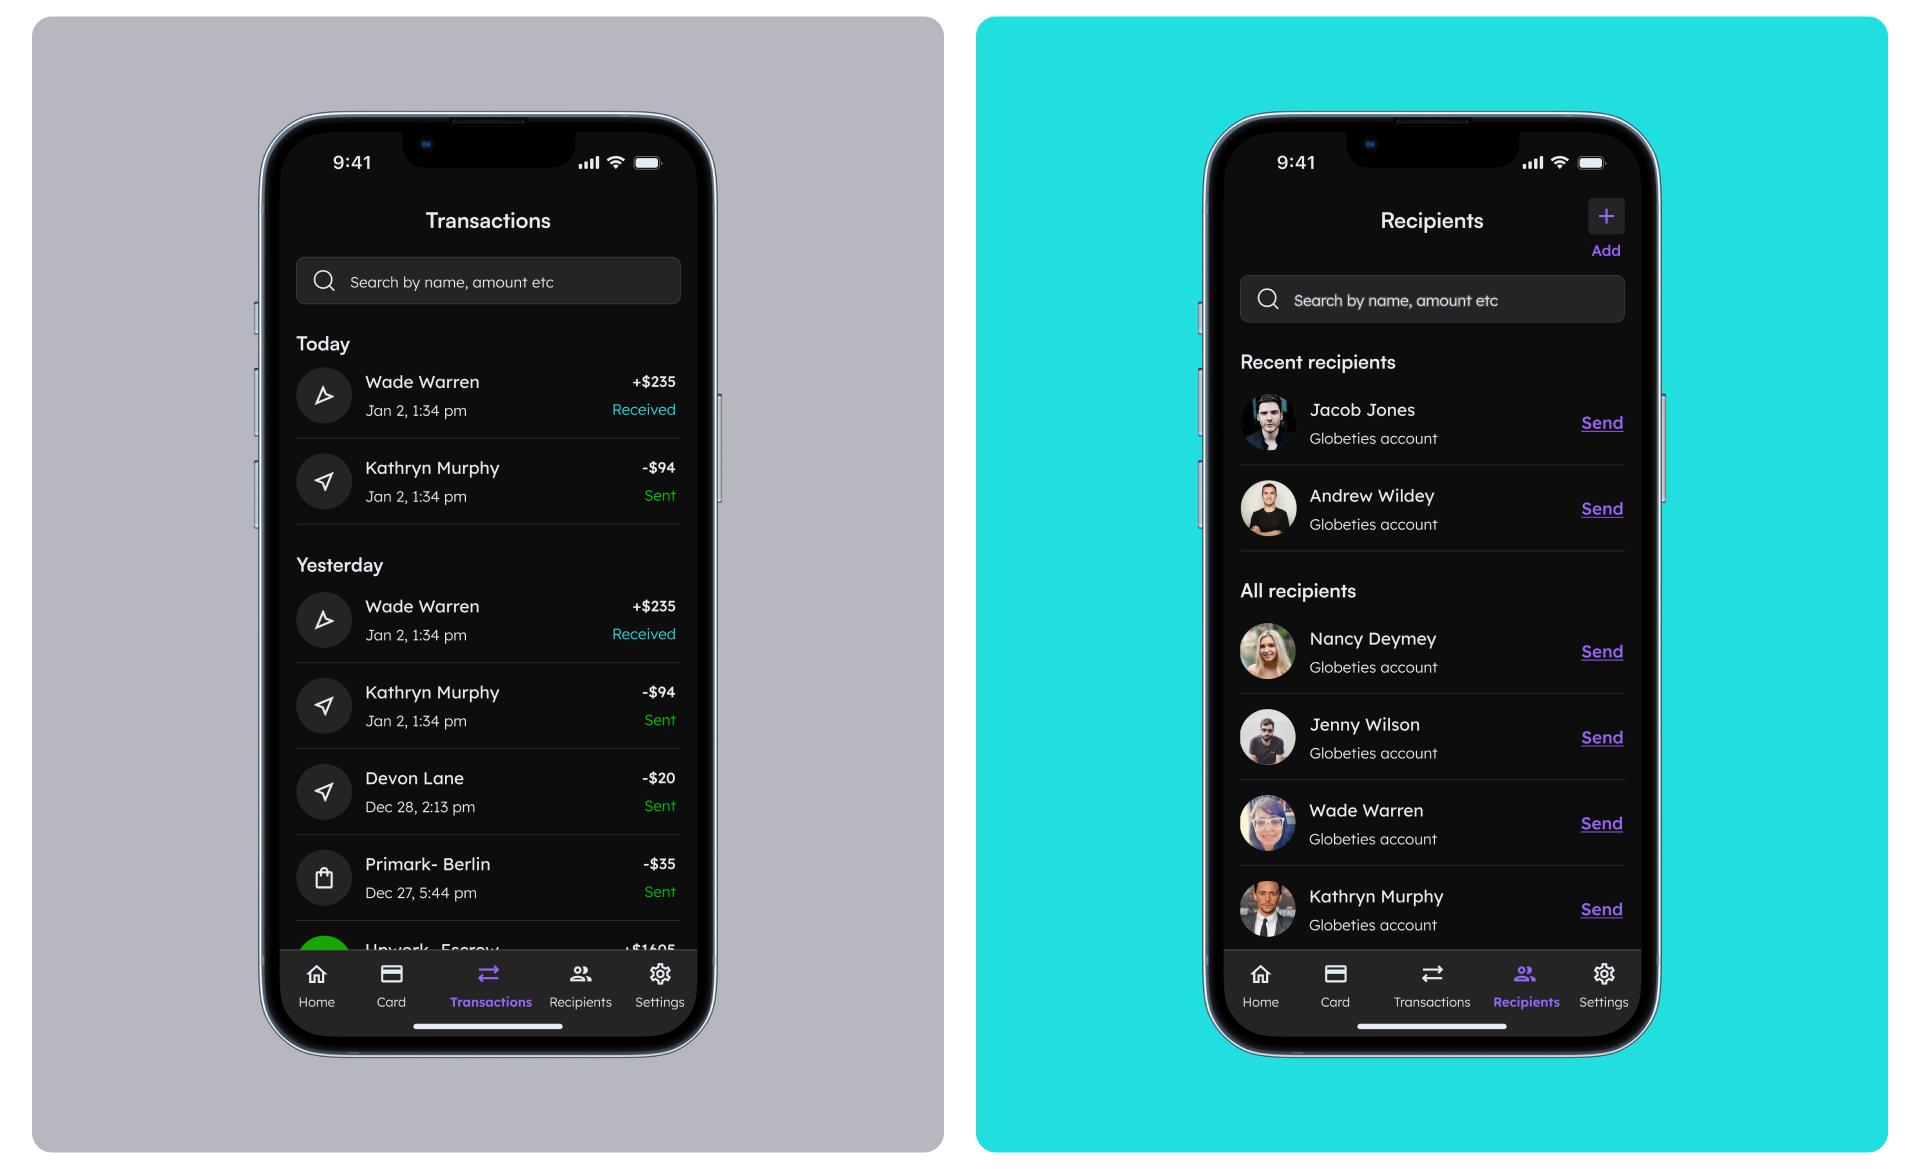 9:41
Transactions
Search by name, amount etc
Today
Wade Warren +$235
Jan 2, 1:34 pm Received
Kathryn Murphy -$94
Jan 2, 1:34 pm Sent
Yesterday
Wade Warren +$235
Jan 2, 1:34 pm Received
Kathryn Murphy -$94
Jan 2, 1:34 pm Sent
Devon Lane -$20
Dec 28, 2:13 pm Sent
Primark- Berlin -$35
Dec 27, 5:44 pm Sent
Upwork- Escrow +$1605
Home Card Transactions Recipients Settings
9:41
Recipients
Add
Search by name, amount etc
Recent recipients
Jacob Jones
Globeties account Send
Andrew Wildey
Globeties account Send
All recipients
Nancy Deymey
Globeties account Send
Jenny Wilson
Globeties account Send
Wade Warren
Globeties account Send
Kathryn Murphy
Globeties account Send
Home Card Transactions Recipients Settings